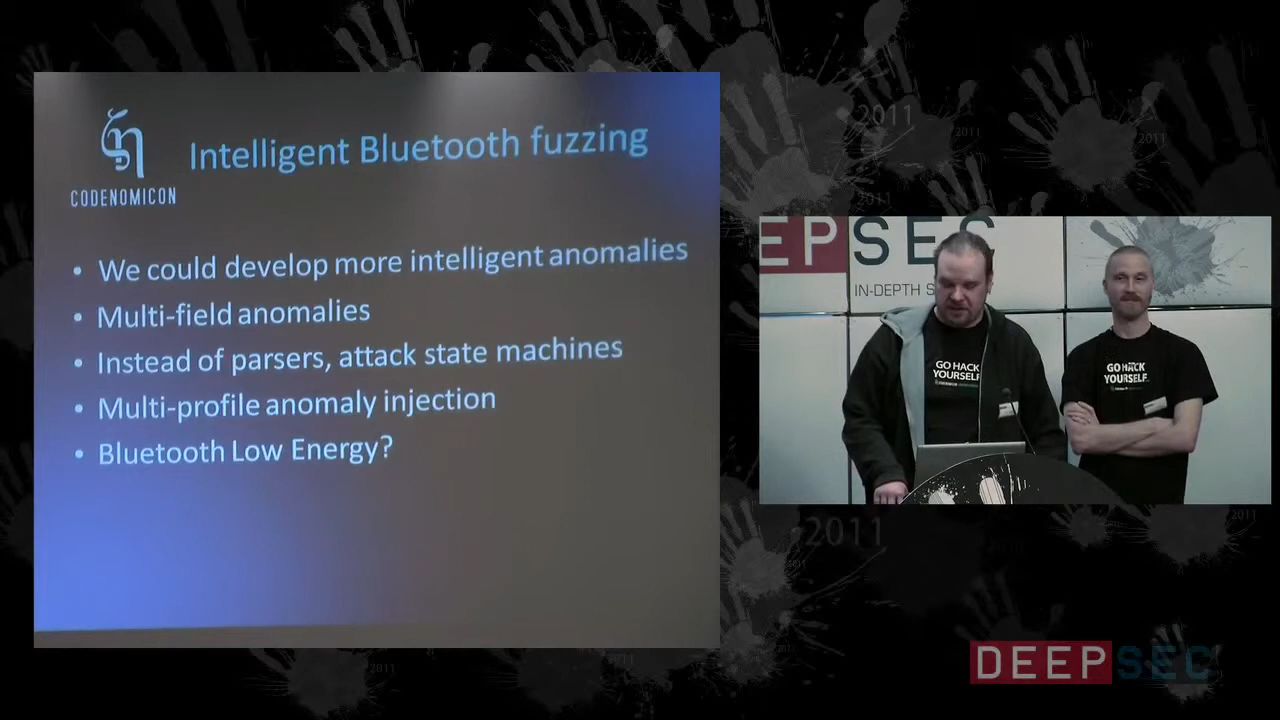 CODENOMICON
Intelligent Bluetooth fuzzing
• We could develop more intelligent anomalies
• Multi-field anomalies
• Instead of parsers, attack state machines
• Multi-profile anomaly injection
• Bluetooth Low Energy?
2011
2011
2011
2011
EPSEC
IN-DEPTH S
GO HACK
YOURSELF
GO HACK
YOURSELF
2011
2011
2011
DEEPSEC